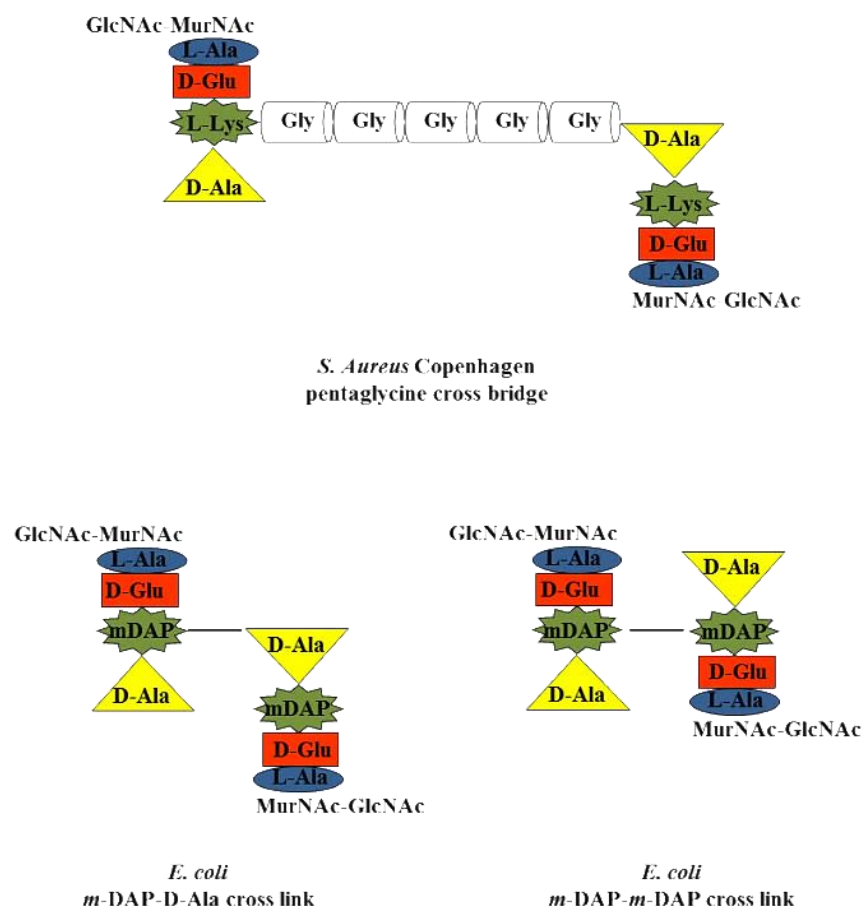 GlcNAc-MurNAc
L-Ala
D-Glu
L-Lys Gly Gly Gly Gly Gly D-Ala
D-Ala L-Lys
D-Glu
L-Ala
MurNAc GlcNAc
S. Aureus Copenhagen
pentaglycine cross bridge
GlcNAc-MurNAc
L-Ala
D-Glu
mDAP
D-Ala
D-Ala
mDAP
D-Glu
L-Ala
MurNAc-GlcNAc
E. coli
m-DAP-D-Ala cross link
GlcNAc-MurNAc
L-Ala
D-Glu
mDAP
D-Ala
D-Ala
mDAP
D-Glu
L-Ala
MurNAc-GlcNAc
E. coli
m-DAP-m-DAP cross link